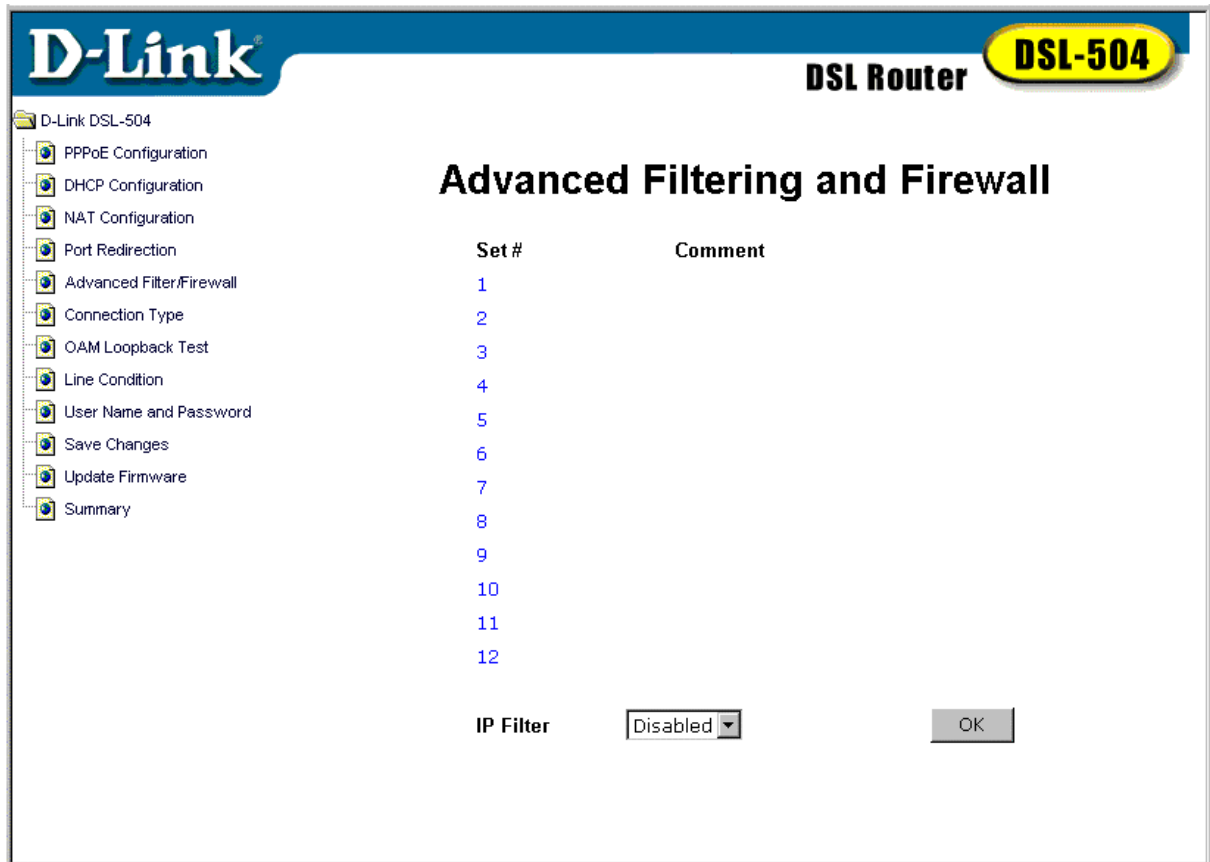 D-Link
DSL Router DSL-504
D-Link DSL-504
PPPoE Configuration
DHCP Configuration
NAT Configuration
Port Redirection
Advanced Filter/Firewall
Connection Type
OAM Loopback Test
Line Condition
User Name and Password
Save Changes
Update Firmware
Summary
Advanced Filtering and Firewall
Set # Comment
1
2
3
4
5
6
7
8
9
10
11
12
IP Filter Disabled OK